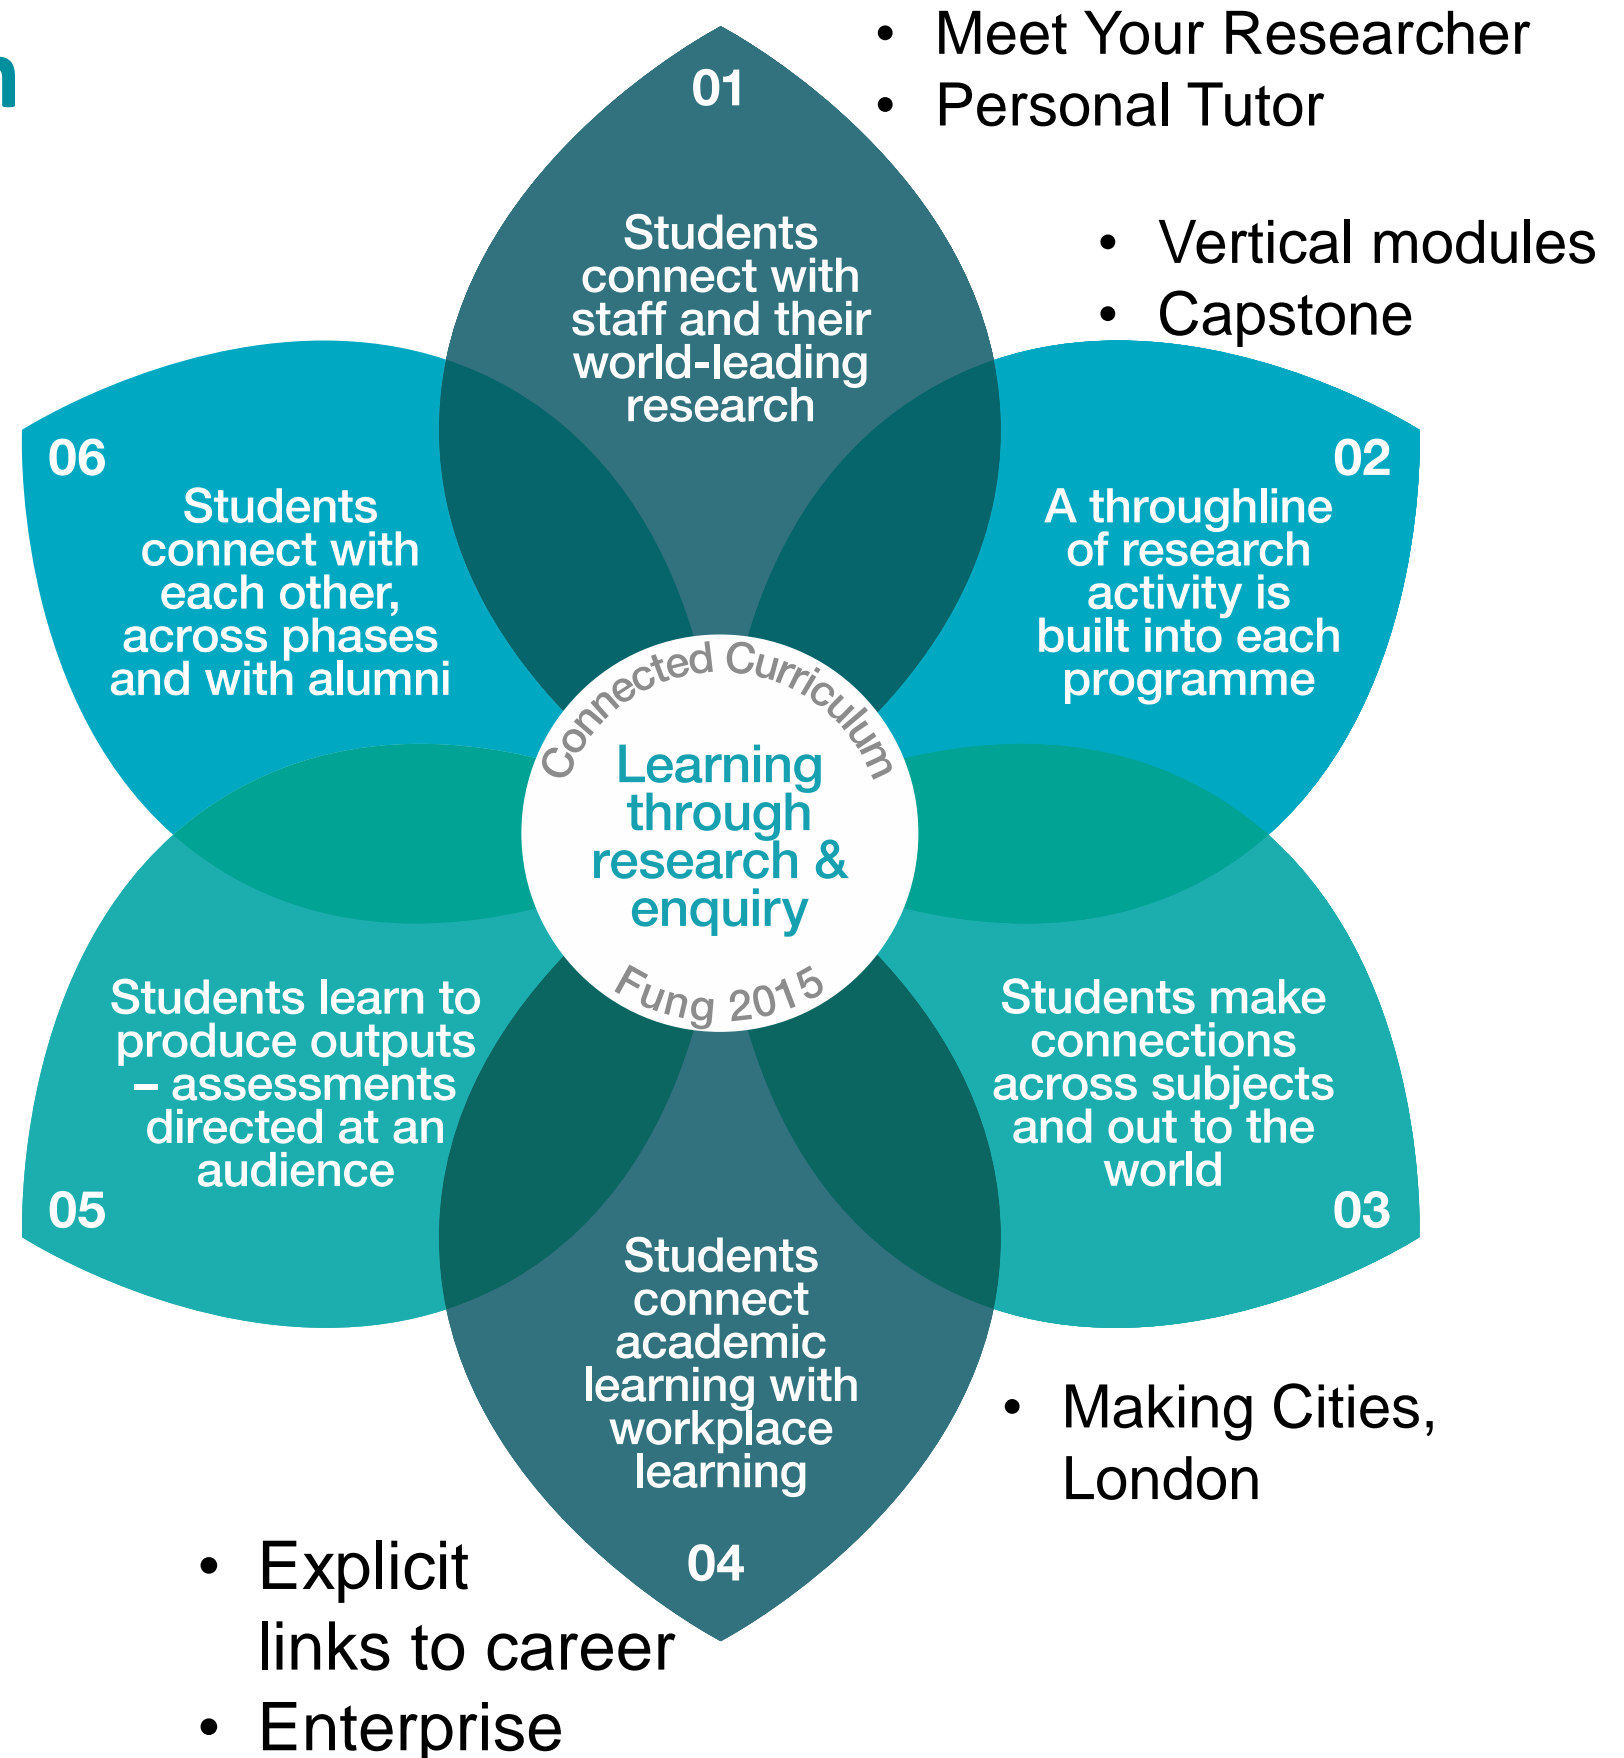 • Meet Your Researcher
• Personal Tutor
• Vertical modules
• Capstone
01
Students
connect with
staff and their
world-leading
research
02
A throughline
of research
activity is
built into each
programme
06
Students
connect with
each other,
across phases
and with alumni
Connected Curriculum
Learning
through
research &
enquiry
Fung 2015
Students make
connections
across subjects
and out to the
world
03
Students learn to
produce outputs
– assessments
directed at an
audience
05
Students
connect
academic
learning with
workplace
learning
04
• Making Cities,
London
• Explicit
links to career
• Enterprise